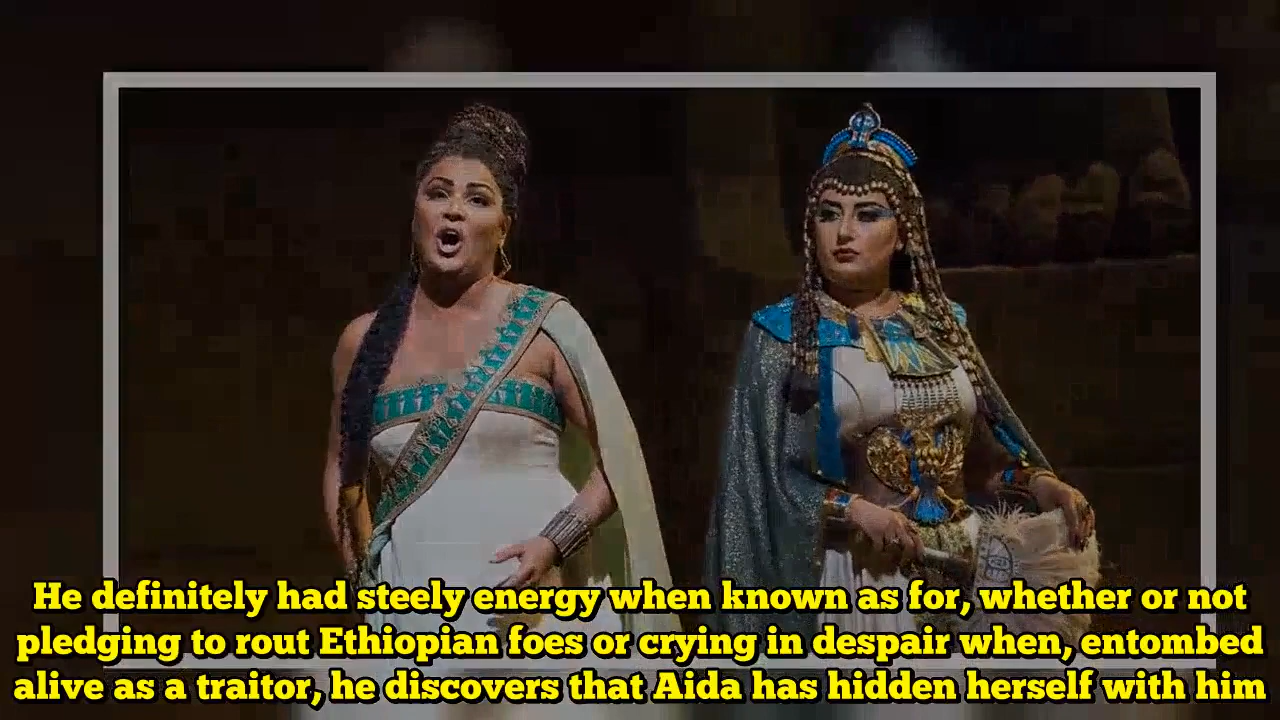 He definitely had steely energy when known as for, whether or not
pledging to rout Ethiopian foes or crying in despair when, entombed
alive as a traitor, he discovers that Aida has hidden herself with him